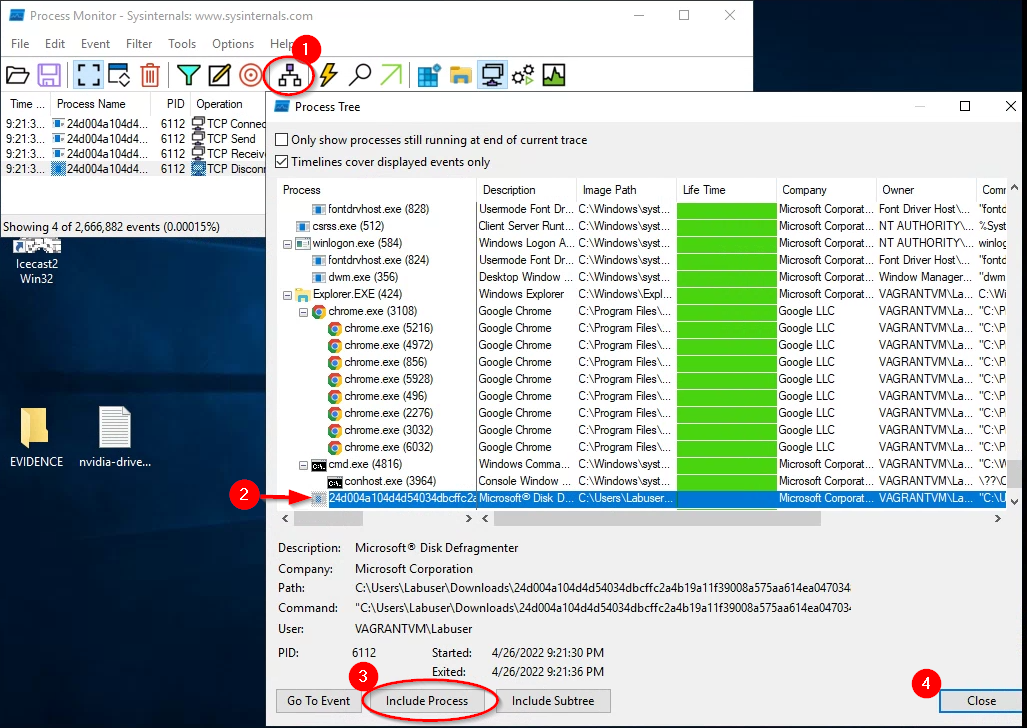 Process Monitor - Sysinternals: www.sysinternals.com
File Edit Event Filter Tools Options Help
1
Time ... Process Name PID Operation
9:21:3... 24d004a104d4... 6112 TCP Connec
9:21:3... 24d004a104d4... 6112 TCP Send
9:21:3... 24d004a104d4... 6112 TCP Receiv
9:21:3... 24d004a104d4... 6112 TCP Disconn
Showing 4 of 2,666,882 events (0.00015%)
Icecast2
Win32
EVIDENCE
nvidia-drive...
Process Tree
Only show processes still running at end of current trace
Timelines cover displayed events only
Process Description Image Path Life Time Company Owner Comm
fontdrvhost.exe (828) Usermode Font Dr... C:\Windows\syst... Microsoft Corporat... Font Driver Host\... "fontd
csrss.exe (512) Client Server Runt... C:\Windows\syst... Microsoft Corporat... NT AUTHORITY\... %Sys
winlogon.exe (584) Windows Logon A... C:\Windows\syst... Microsoft Corporat... NT AUTHORITY\... winlog
fontdrvhost.exe (824) Usermode Font Dr... C:\Windows\syst... Microsoft Corporat... Font Driver Host\... "fontd
dwm.exe (356) Desktop Window ... C:\Windows\syst... Microsoft Corporat... Window Manager... "dwm
Explorer.EXE (424) Windows Explorer C:\Windows\Expl... Microsoft Corporat... VAGRANTVM\La... C:\Wi
chrome.exe (3108) Google Chrome C:\Program Files\... Google LLC VAGRANTVM\La... "C:\P
chrome.exe (5216) Google Chrome C:\Program Files\... Google LLC VAGRANTVM\La... "C:\P
chrome.exe (4972) Google Chrome C:\Program Files\... Google LLC VAGRANTVM\La... "C:\P
chrome.exe (856) Google Chrome C:\Program Files\... Google LLC VAGRANTVM\La... "C:\P
chrome.exe (5928) Google Chrome C:\Program Files\... Google LLC VAGRANTVM\La... "C:\P
chrome.exe (496) Google Chrome C:\Program Files\... Google LLC VAGRANTVM\La... "C:\P
chrome.exe (2276) Google Chrome C:\Program Files\... Google LLC VAGRANTVM\La... "C:\P
chrome.exe (3032) Google Chrome C:\Program Files\... Google LLC VAGRANTVM\La... "C:\P
chrome.exe (6032) Google Chrome C:\Program Files\... Google LLC VAGRANTVM\La... "C:\P
cmd.exe (4816) Windows Comma... C:\Windows\syst... Microsoft Corporat... VAGRANTVM\La... "C:\W
conhost.exe (3964) Console Window ... C:\Windows\syst... Microsoft Corporat... VAGRANTVM\La... \??\C
2
24d004a104d4d54034dbcffc2a Microsoft® Disk D... C:\Users\Labuser... Microsoft Corporat... VAGRANTVM\La... "C:\U
Description: Microsoft® Disk Defragmenter
Company: Microsoft Corporation
Path: C:\Users\Labuser\Downloads\24d004a104d4d54034dbcffc2a4b19a11f39008a575aa614ea047034
Command: "C:\Users\Labuser\Downloads\24d004a104d4d54034dbcffc2a4b19a11f39008a575aa614ea04703
User: VAGRANTVM\Labuser
PID: 6112 Started: 4/26/2022 9:21:30 PM
Exited: 4/26/2022 9:21:36 PM
3
4
Go To Event Include Process Include Subtree Close